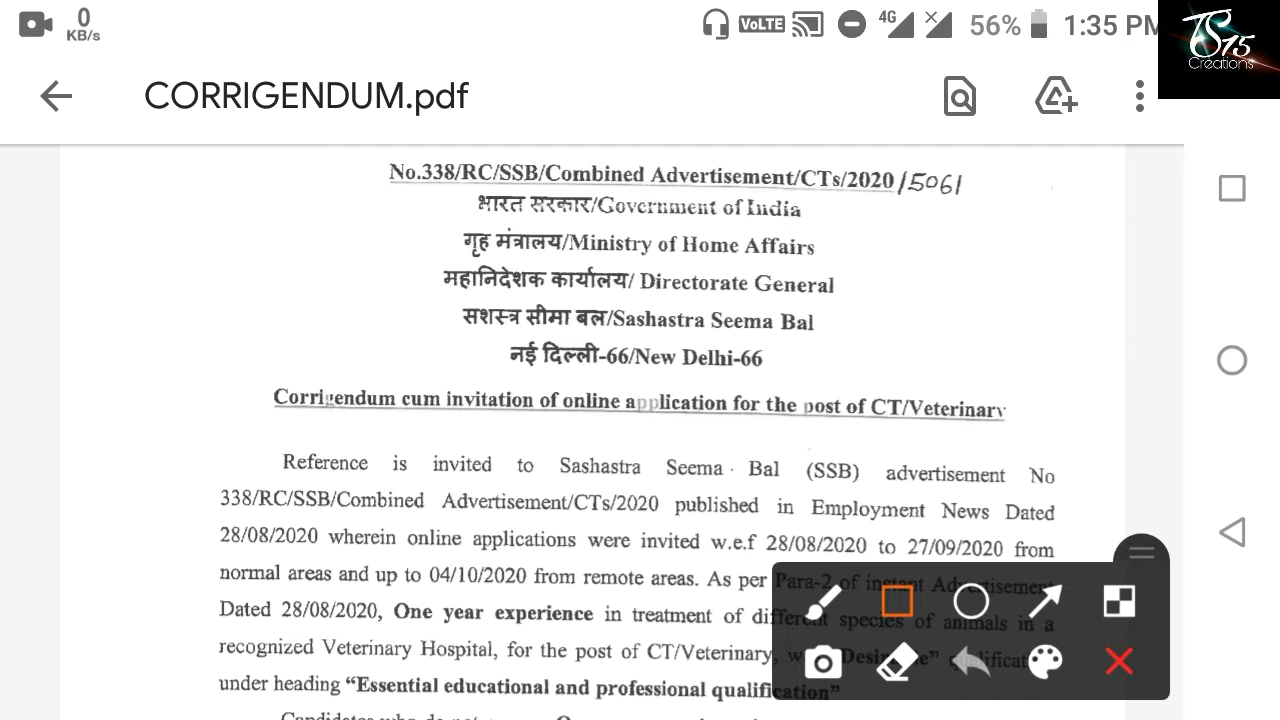 0
KB/s
VoLTE
4G
56%
1:35 PM
TS15
Creations
CORRIGENDUM.pdf
No.338/RC/SSB/Combined Advertisement/CTs/2020/5061
भारत सरकार/Government of India
गृह मंत्रालय/Ministry of Home Affairs
महानिदेशक कार्यालय/ Directorate General
सशस्त्र सीमा बल/Sashastra Seema Bal
नई दिल्ली-66/New Delhi-66
Corrigendum cum invitation of online application for the post of CT/Veterinary
Reference is invited to Sashastra Seema Bal (SSB) advertisement No
338/RC/SSB/Combined Advertisement/CTs/2020 published in Employment News Dated
28/08/2020 wherein online applications were invited w.e.f 28/08/2020 to 27/09/2020 from
normal areas and up to 04/10/2020 from remote areas. As per Para-2 of instant Advertisement
Dated 28/08/2020, One year experience in treatment of different species of animals in a
recognized Veterinary Hospital, for the post of CT/Veterinary,
under heading “Essential educational and professional qualification”